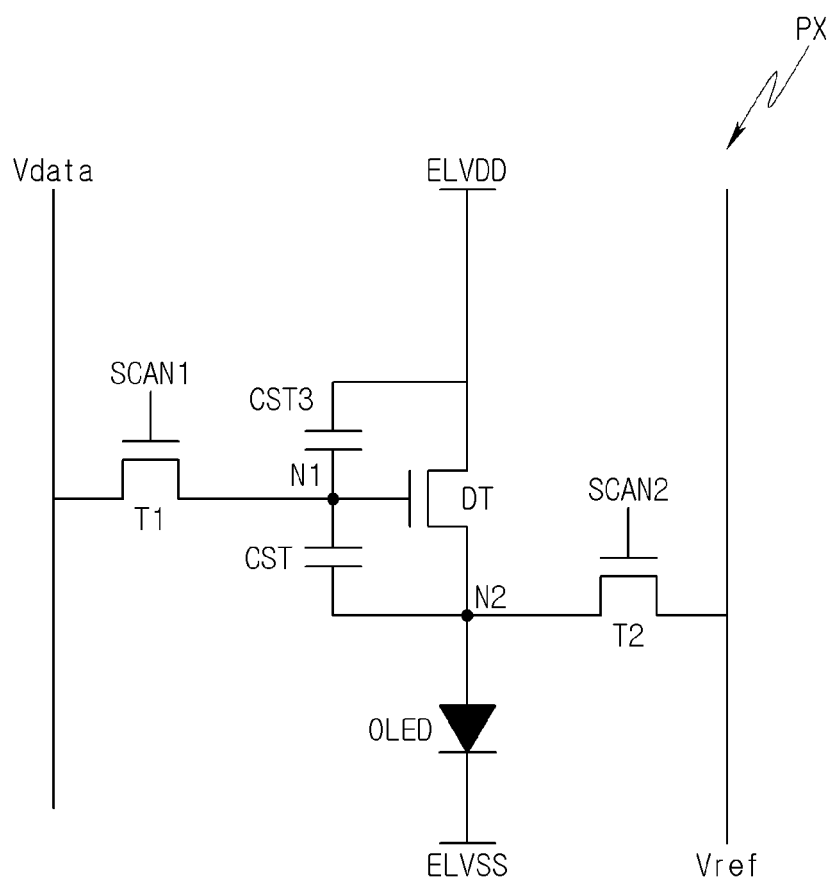 PX
Vdata
ELVDD
SCAN1
CST3
N1
DT
SCAN2
T1
CST
N2
T2
OLED
ELVSS
Vref